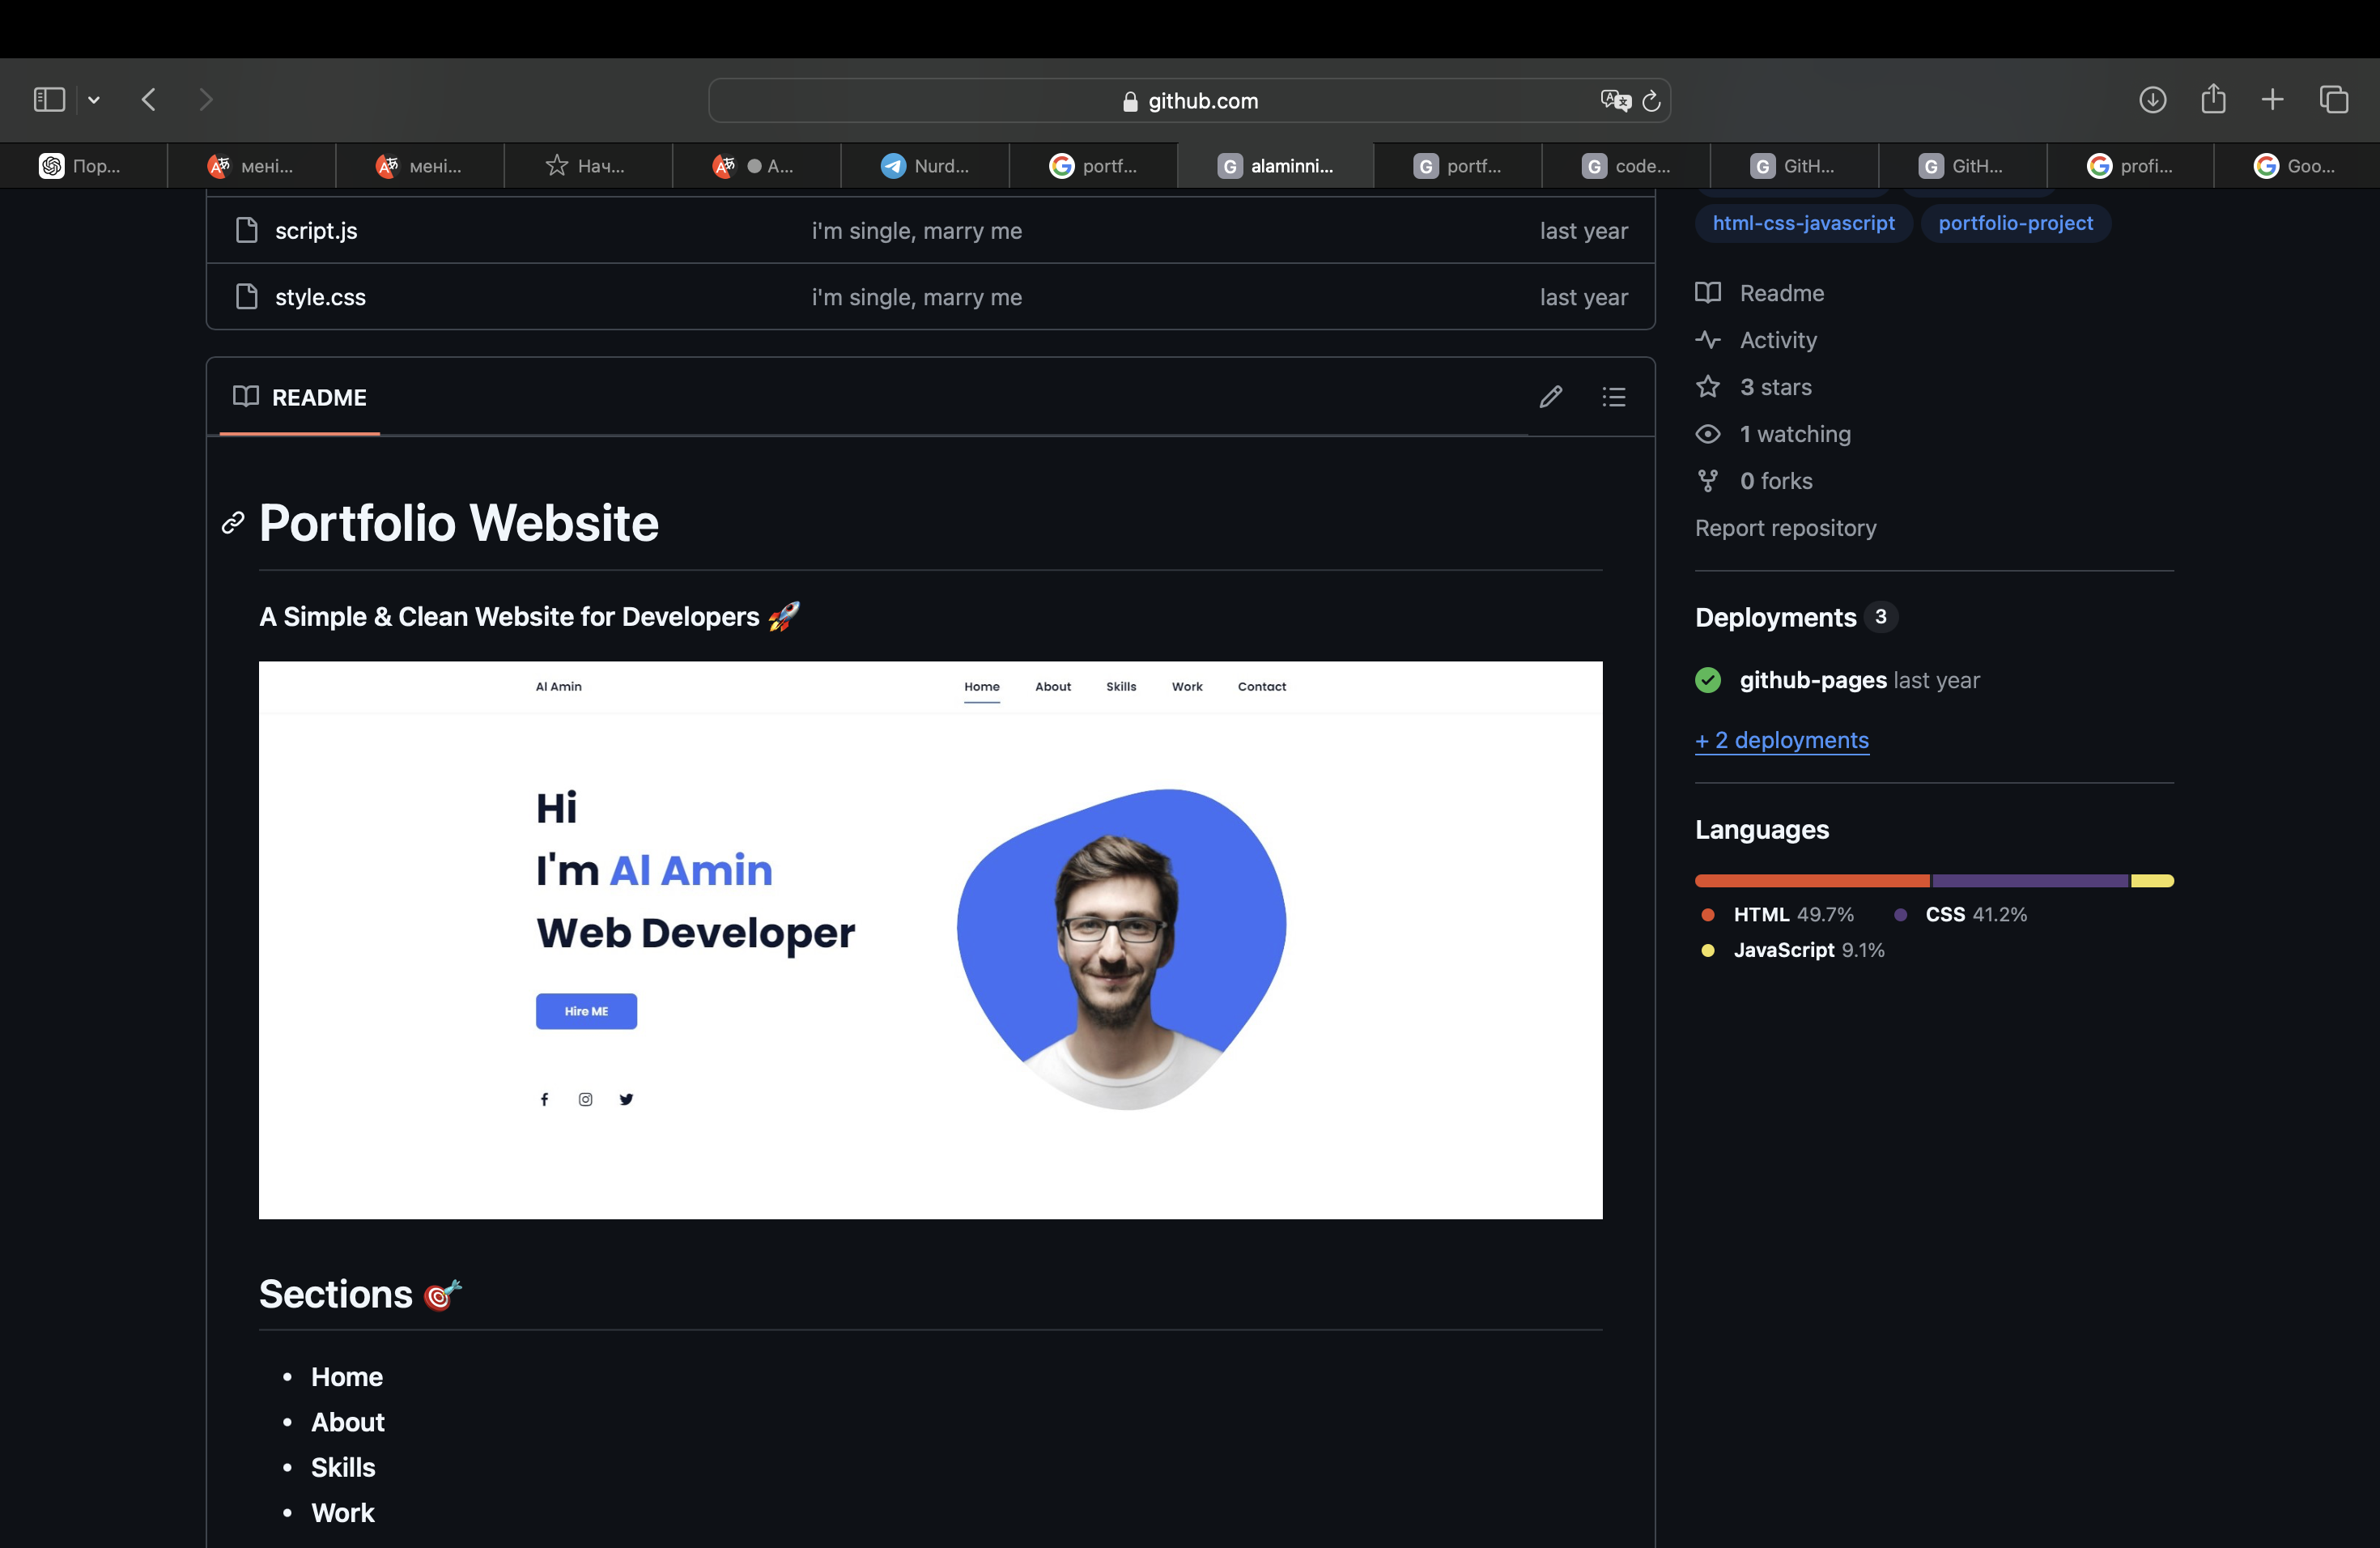 github.com
Пор...
мені...
мені...
Нач...
A...
Nurd...
portf...
alaminni...
portf...
code...
GitH...
GitH...
profi...
Goo...
script.js i'm single, marry me last year
style.css i'm single, marry me last year
README
Portfolio Website
A Simple & Clean Website for Developers 🚀
Al Amin
Home About Skills Work Contact
Hi
I'm Al Amin
Web Developer
Hire ME
Sections 🎯
• Home
• About
• Skills
• Work
html-css-javascript portfolio-project
Readme
Activity
3 stars
1 watching
0 forks
Report repository
Deployments 3
github-pages last year
+ 2 deployments
Languages
HTML 49.7% CSS 41.2%
JavaScript 9.1%